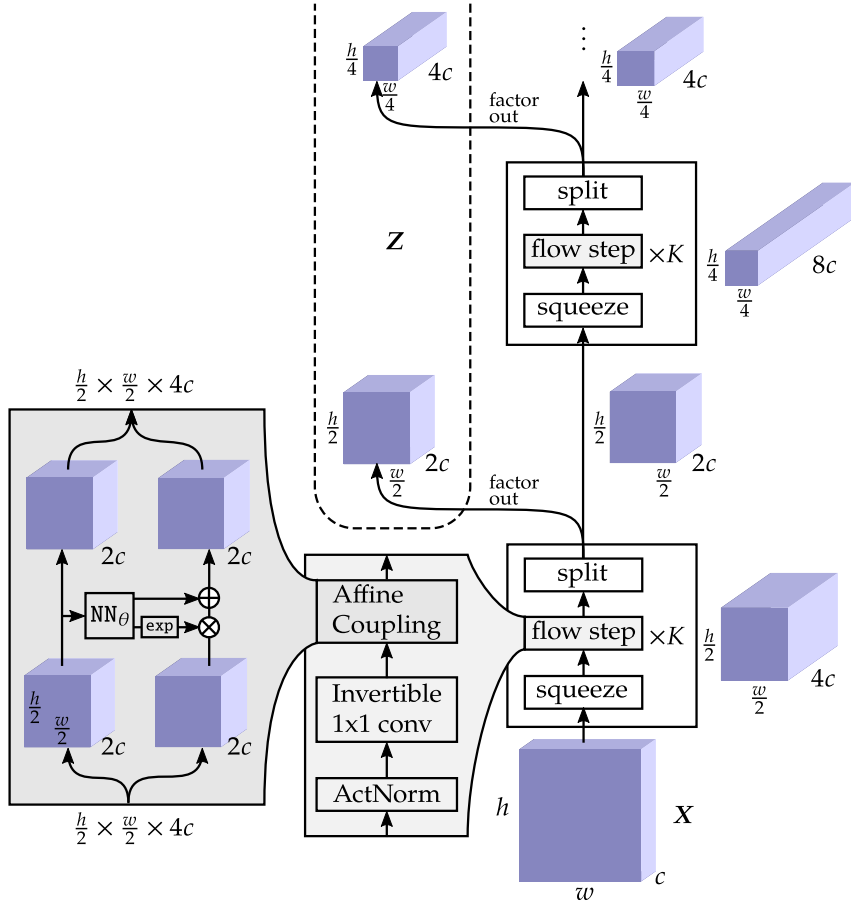 ⋮
h/4
w/4
4c
h/4
w/4
4c
factor
out
split
flow step
×K
squeeze
h/4
w/4
8c
z
h/2
w/2
2c
h/2
w/2
2c
factor
out
h/2 × w/2 × 4c
2c
2c
NN_θ
exp
h/2
w/2
2c
2c
h/2 × w/2 × 4c
Affine
Coupling
Invertible
1x1 conv
ActNorm
split
flow step
×K
squeeze
h/2
w/2
4c
h
w
c
x